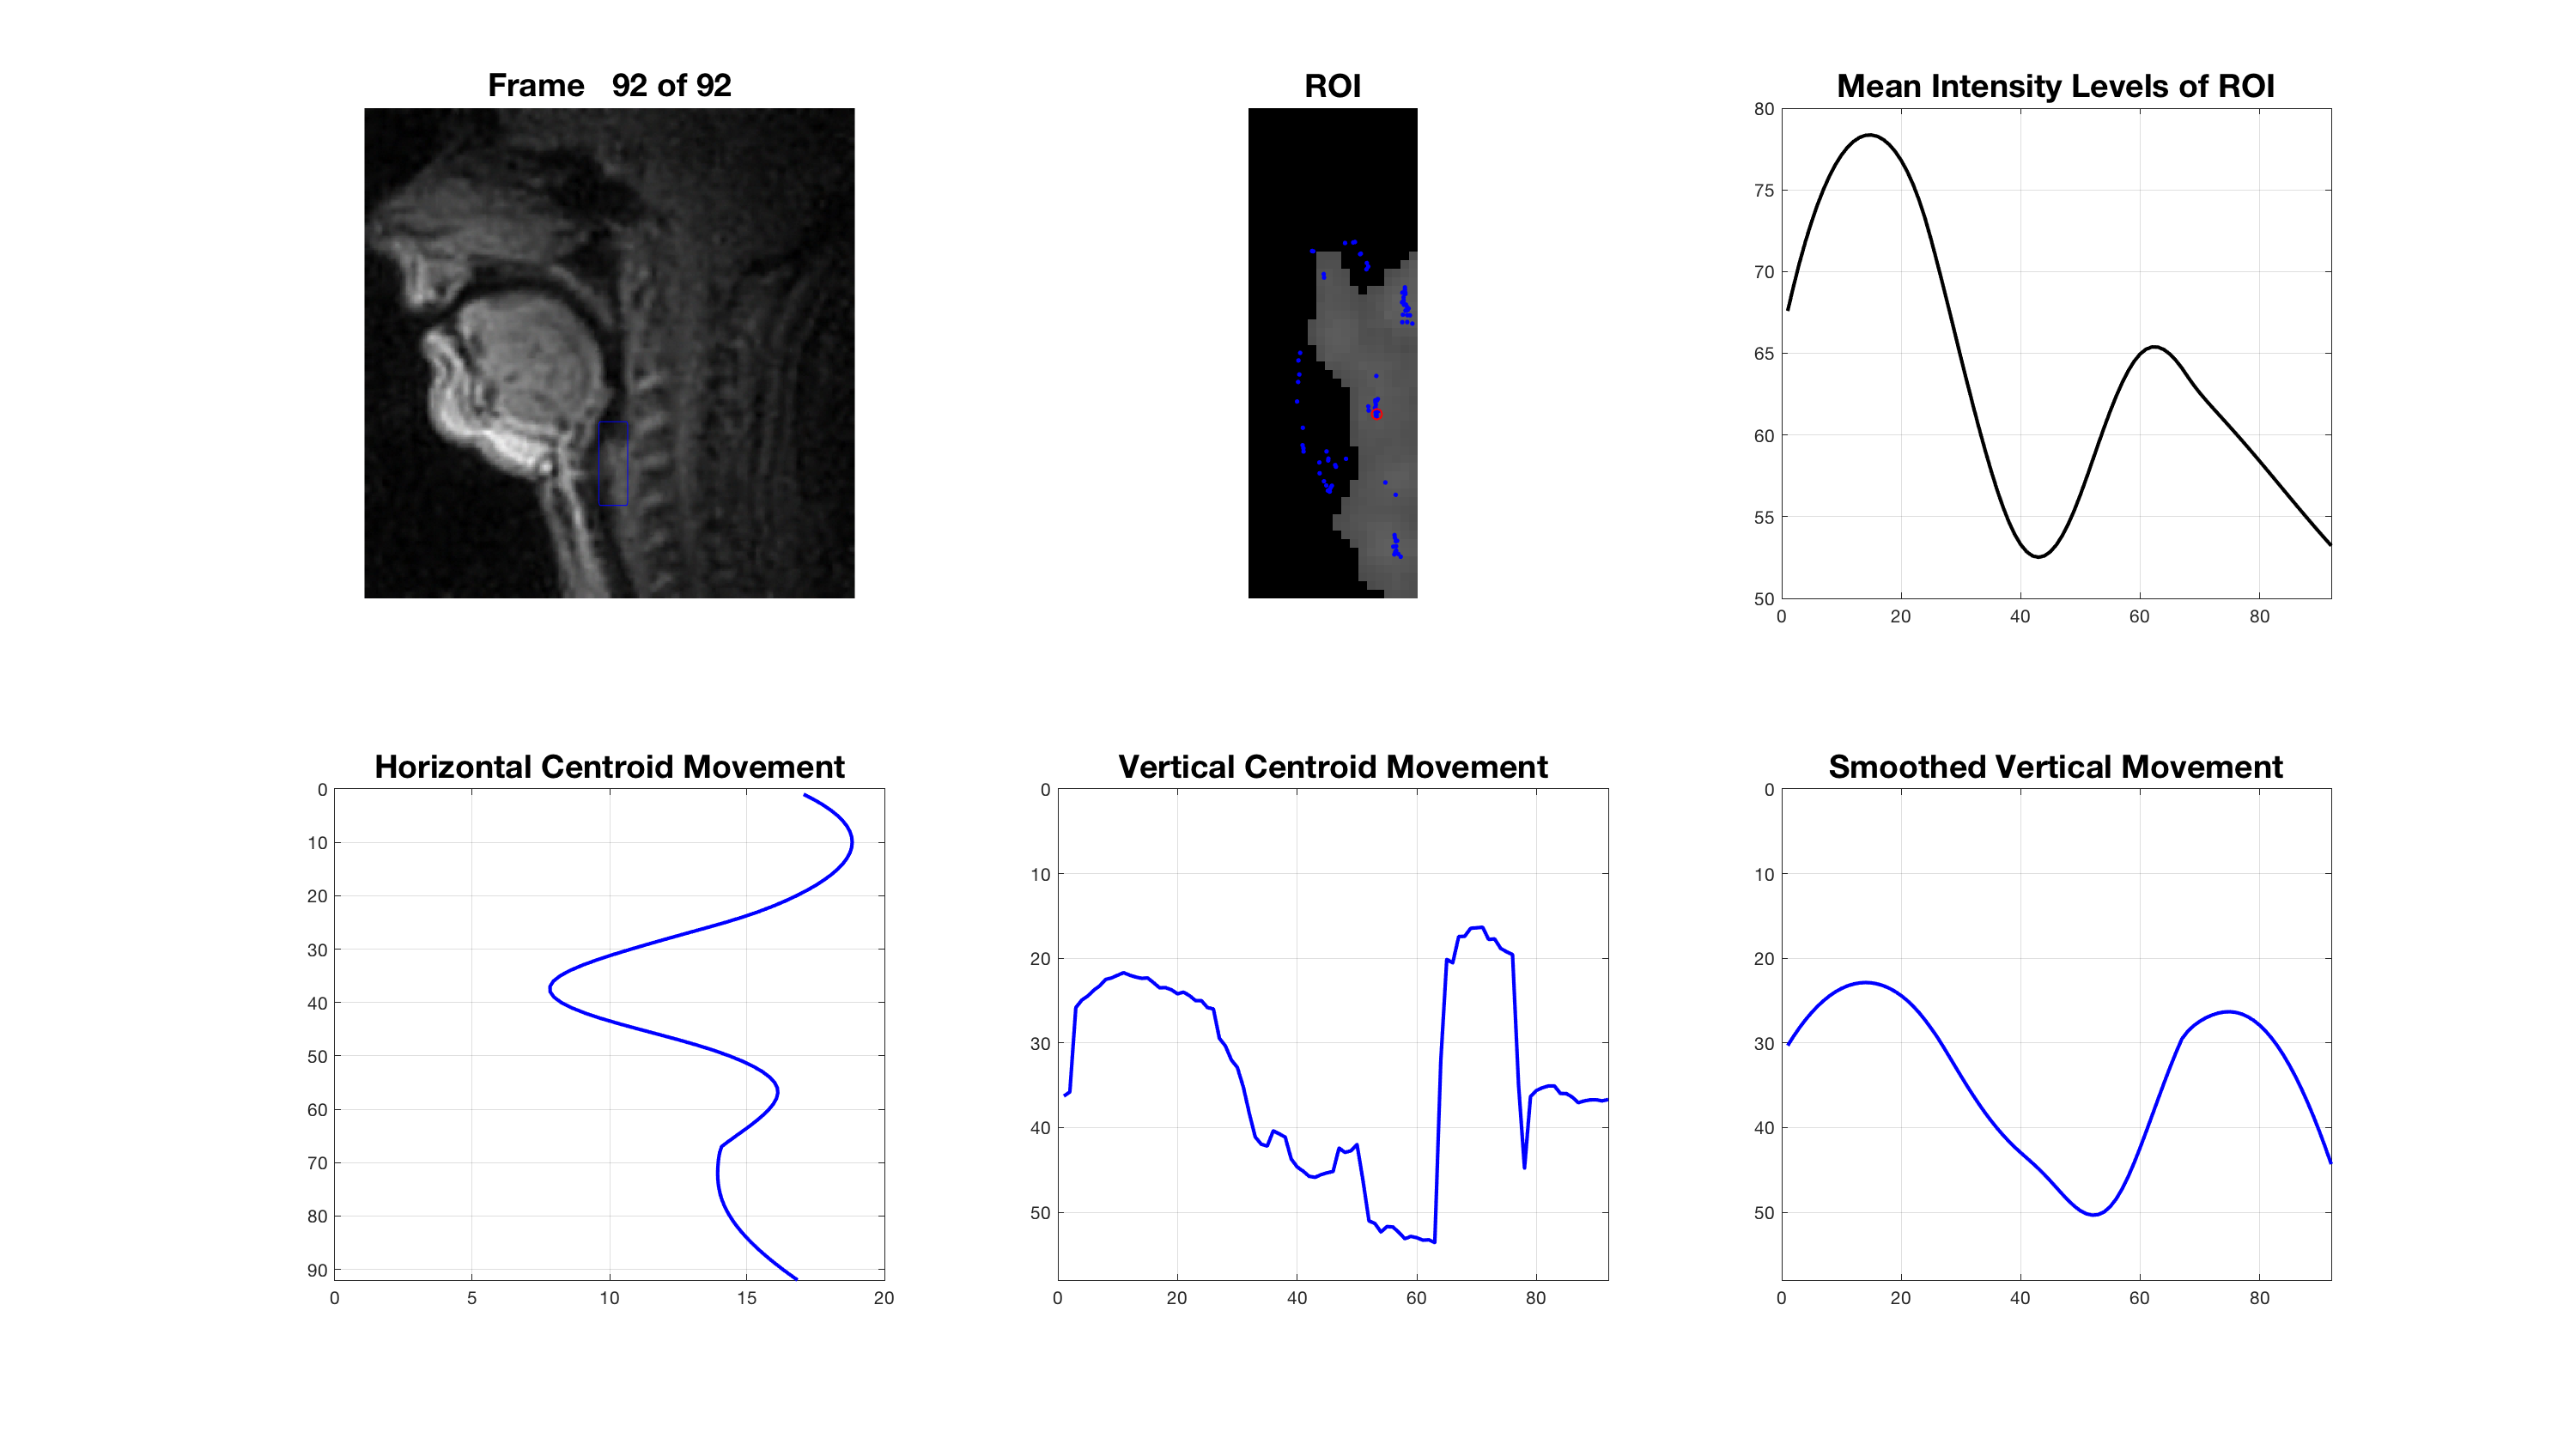 Frame 92 of 92
ROI
Mean Intensity Levels of ROI
80
75
70
65
60
55
50
0 20 40 60 80
Horizontal Centroid Movement
0
10
20
30
40
50
60
70
80
90
0 5 10 15 20
Vertical Centroid Movement
0
10
20
30
40
50
0 20 40 60 80
Smoothed Vertical Movement
0
10
20
30
40
50
0 20 40 60 80